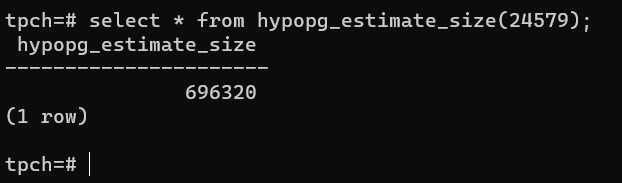 tpch=# select * from hypopg_estimate_size(24579);
 hypopg_estimate_size
----------------------
               696320
(1 row)

tpch=#